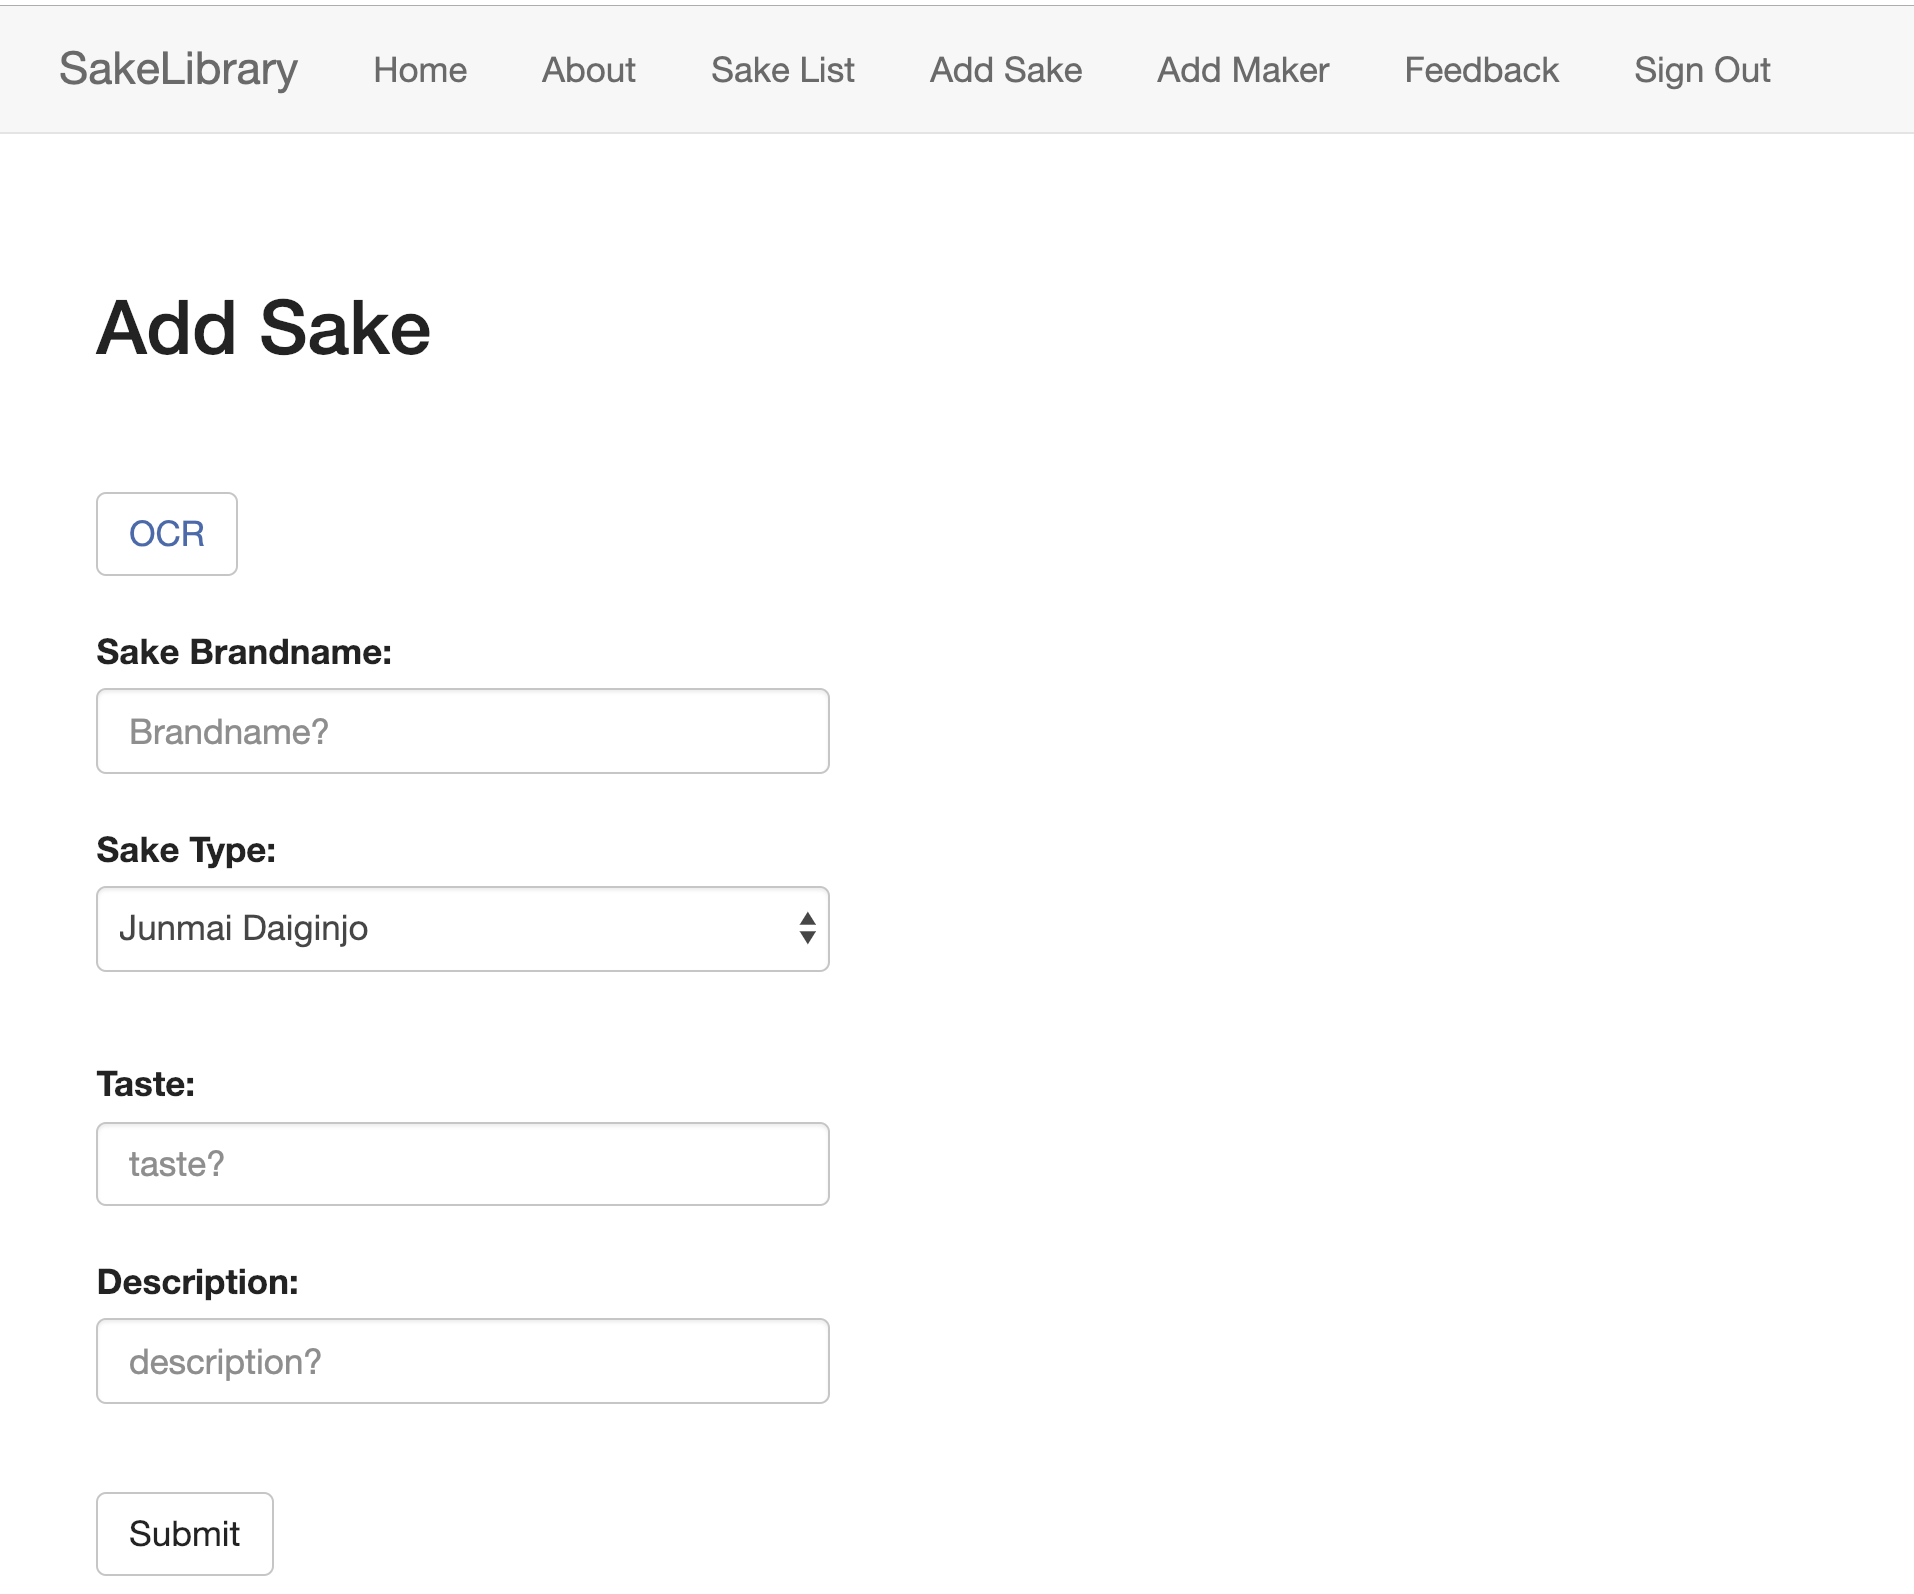 SakeLibrary Home About Sake List Add Sake Add Maker Feedback Sign Out
Add Sake
OCR
Sake Brandname:
Brandname?
Sake Type:
Junmai Daiginjo
Taste:
taste?
Description:
description?
Submit